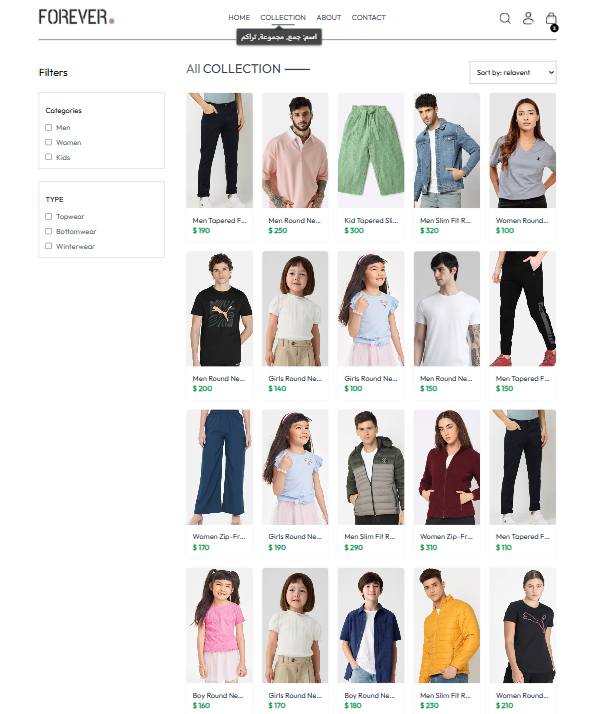 FOREVER.
HOME COLLECTION ABOUT CONTACT
اسم: جمع, مجموعة, تراكم
0
Filters
All COLLECTION
Sort by: relavent
Categories
Men
Women
Kids
TYPE
Topwear
Bottomwear
Winterwear
Men Tapered F...
$ 190
Men Round Ne...
$ 250
Kid Tapered Sli...
$ 300
Men Slim Fit R...
$ 320
Women Round...
$ 100
Men Round Ne...
$ 200
Girls Round Ne...
$ 140
Girls Round Ne...
$ 100
Men Round Ne...
$ 150
Men Tapered F...
$ 150
Women Zip-Fr...
$ 170
Girls Round Ne...
$ 190
Men Slim Fit R...
$ 290
Women Zip-Fr...
$ 310
Men Tapered F...
$ 110
Boy Round Ne...
$ 160
Girls Round Ne...
$ 170
Boy Round Ne...
$ 180
Men Slim Fit R...
$ 230
Women Round...
$ 210